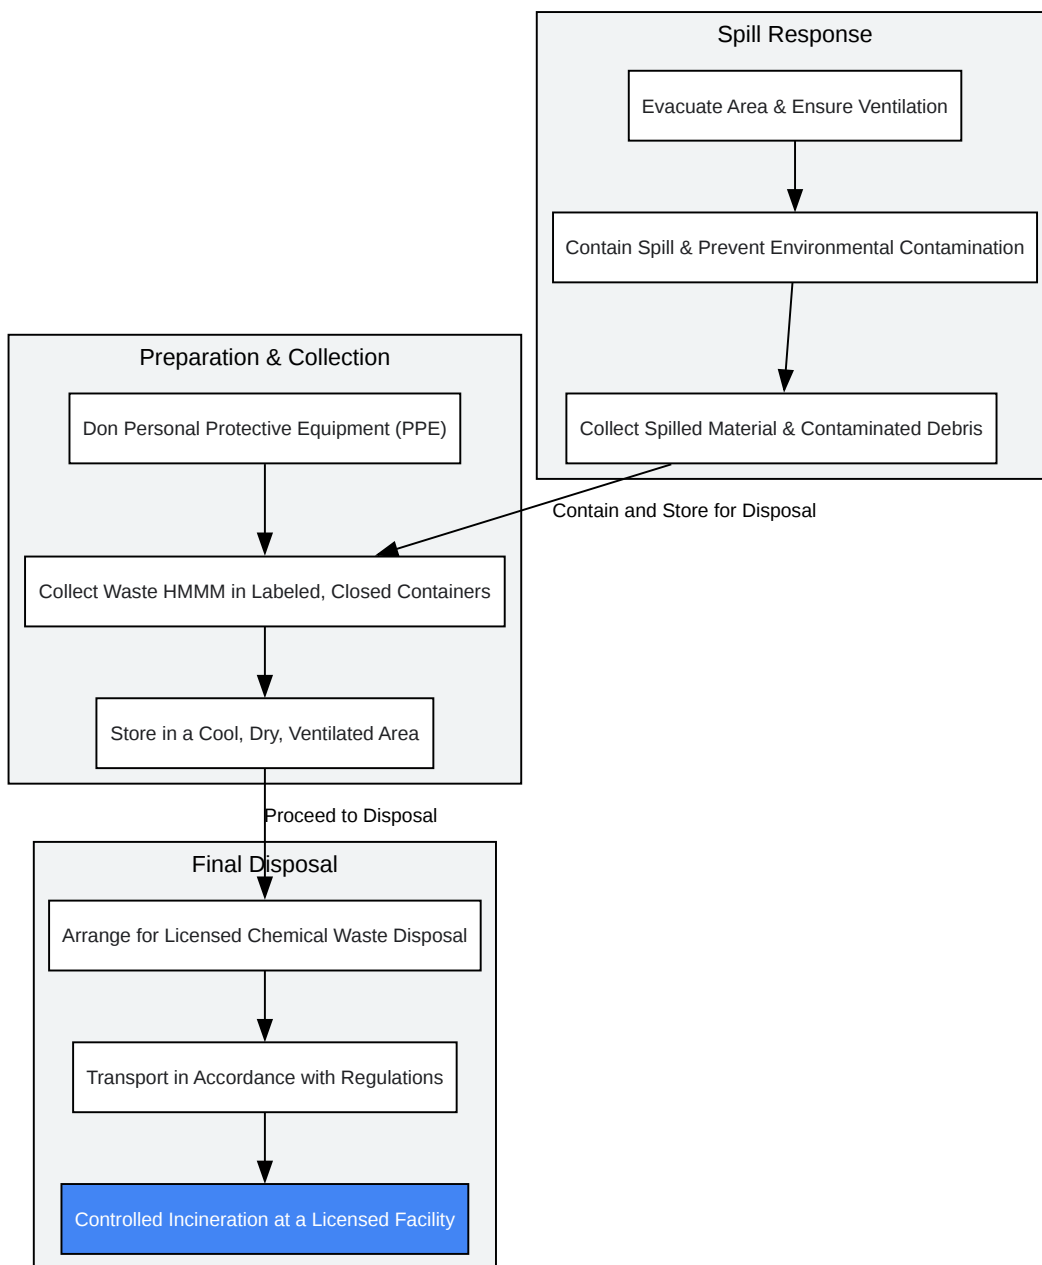 Spill Response
Evacuate Area & Ensure Ventilation
Contain Spill & Prevent Environmental Contamination
Preparation & Collection
Don Personal Protective Equipment (PPE)
Collect Spilled Material & Contaminated Debris
Contain and Store for Disposal
Collect Waste HMMM in Labeled, Closed Containers
Store in a Cool, Dry, Ventilated Area
Proceed to Disposal
Final Disposal
Arrange for Licensed Chemical Waste Disposal
Transport in Accordance with Regulations
Controlled Incineration at a Licensed Facility